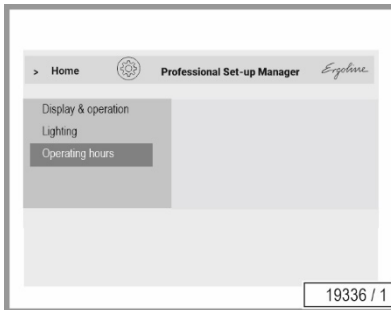 > Home Professional Set-up Manager Ergoline
Display & operation
Lighting
Operating hours
19336 / 1